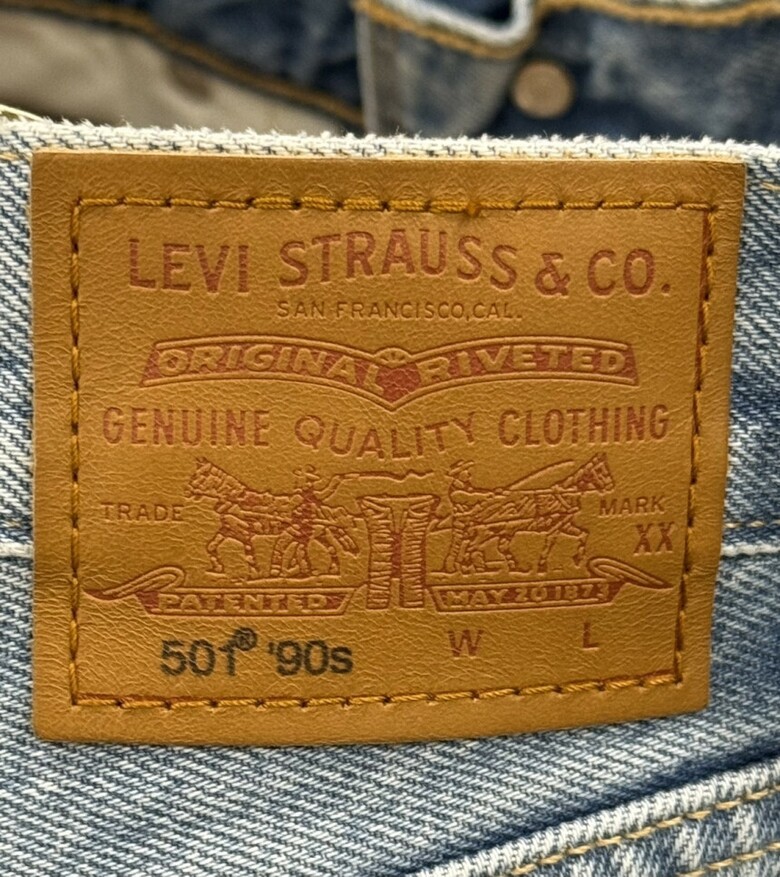 LEVI STRAUSS & CO.
SAN FRANCISCO, CAL.
ORIGINAL RIVETED
GENUINE QUALITY CLOTHING
TRADE MARK
XX
PATENTED MAY 20 1873
501® '90s W L